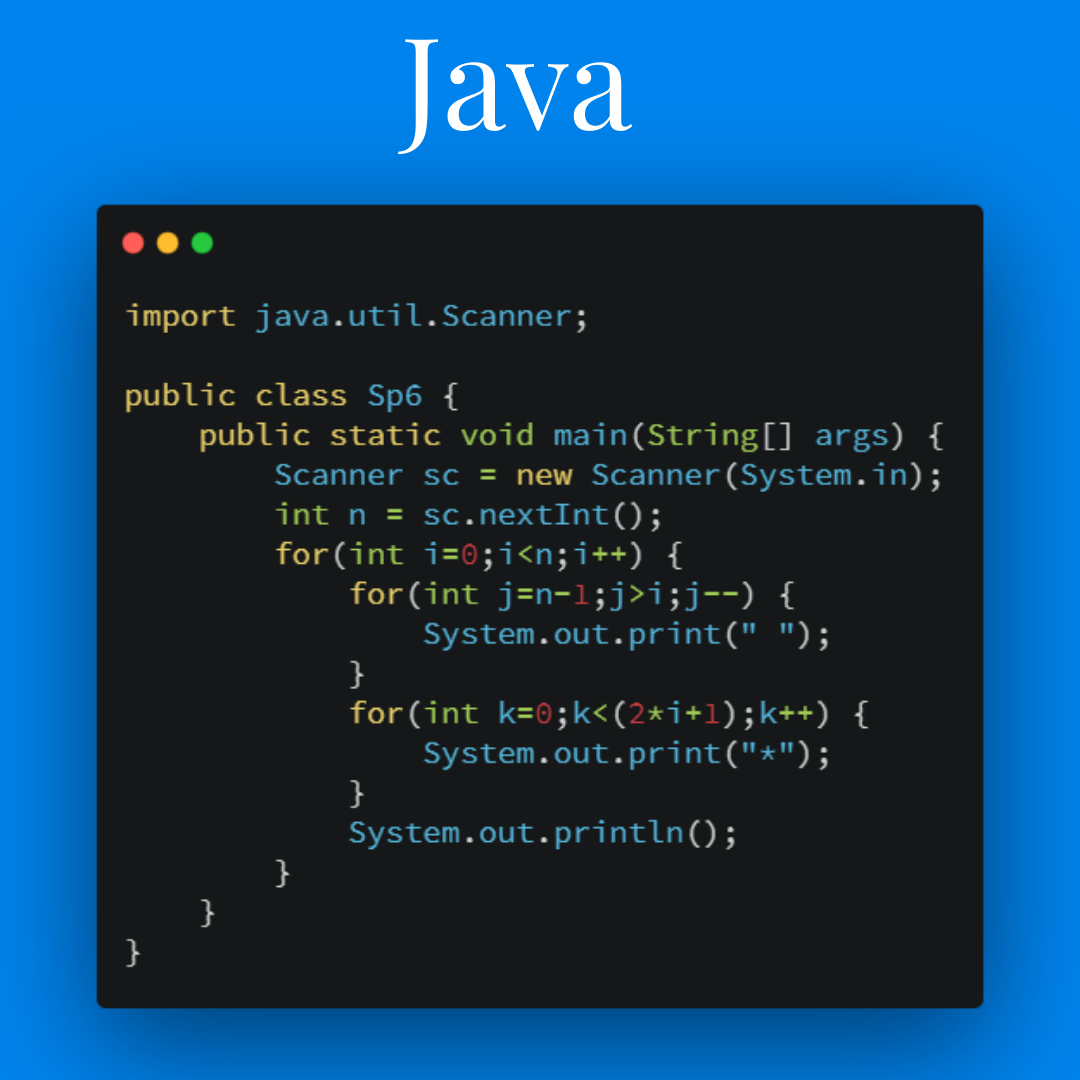 Java
import java.util.Scanner;
public class Sp6 {
    public static void main(String[] args) {
        Scanner sc = new Scanner(System.in);
        int n = sc.nextInt();
        for(int i=0;i<n;i++) {
            for(int j=n-1;j>i;j--) {
                System.out.print(" ");
            }
            for(int k=0;k<(2*i+1);k++) {
                System.out.print("*");
            }
            System.out.println();
        }
    }
}